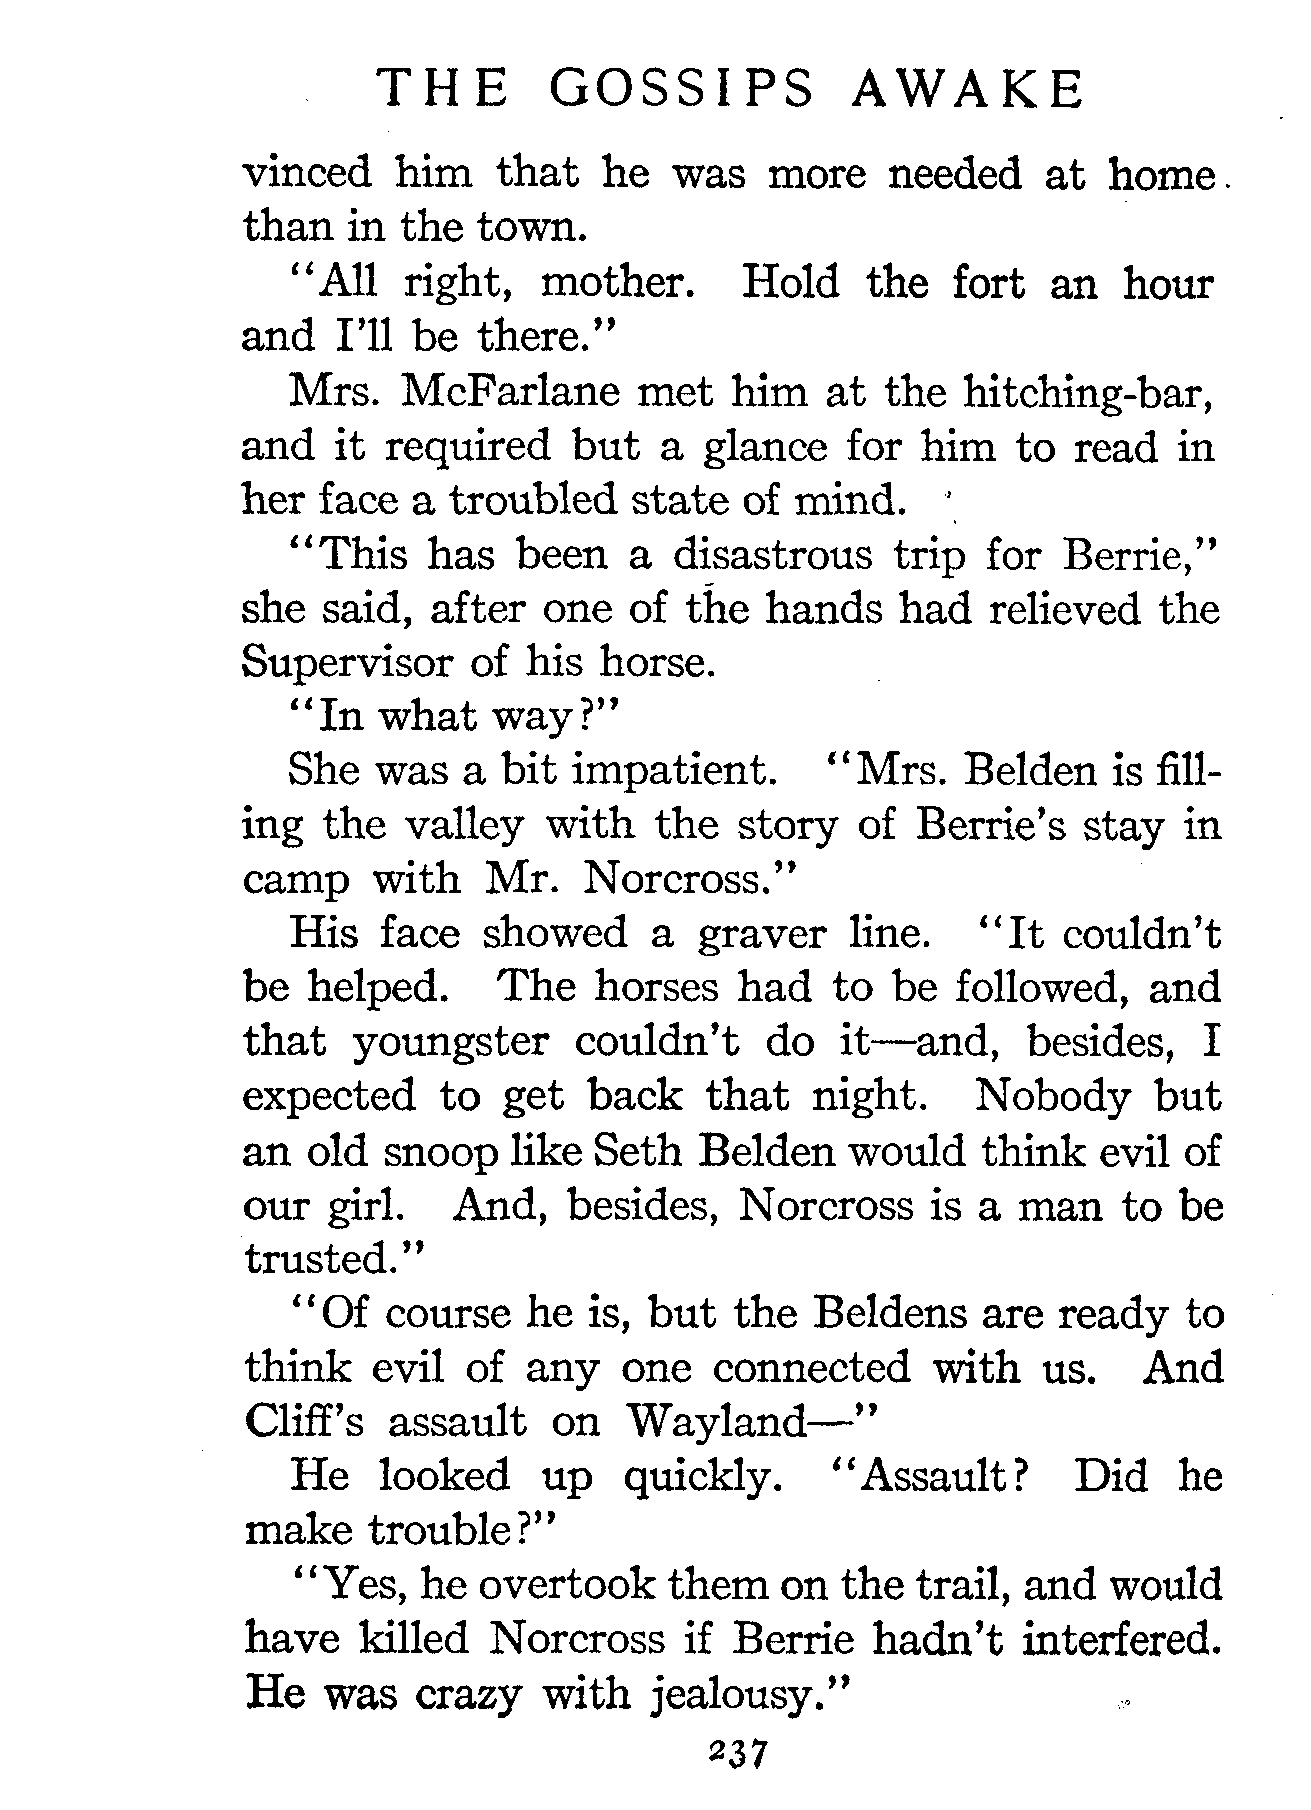 THE GOSSIPS AWAKE
vinced him that he was more needed at home
than in the town.
"All right, mother. Hold the fort an hour
and I'll be there."
Mrs. McFarlane met him at the hitching-bar,
and it required but a glance for him to read in
her face a troubled state of mind.
"This has been a disastrous trip for Berrie,"
she said, after one of the hands had relieved the
Supervisor of his horse.
"In what way?"
She was a bit impatient. "Mrs. Belden is fill-
ing the valley with the story of Berrie's stay in
camp with Mr. Norcross."
His face showed a graver line. "It couldn't
be helped. The horses had to be followed, and
that youngster couldn't do it—and, besides, I
expected to get back that night. Nobody but
an old snoop like Seth Belden would think evil of
our girl. And, besides, Norcross is a man to be
trusted."
"Of course he is, but the Beldens are ready to
think evil of any one connected with us. And
Cliff's assault on Wayland—"
He looked up quickly. "Assault? Did he
make trouble?"
"Yes, he overtook them on the trail, and would
have killed Norcross if Berrie hadn't interfered.
He was crazy with jealousy."
237